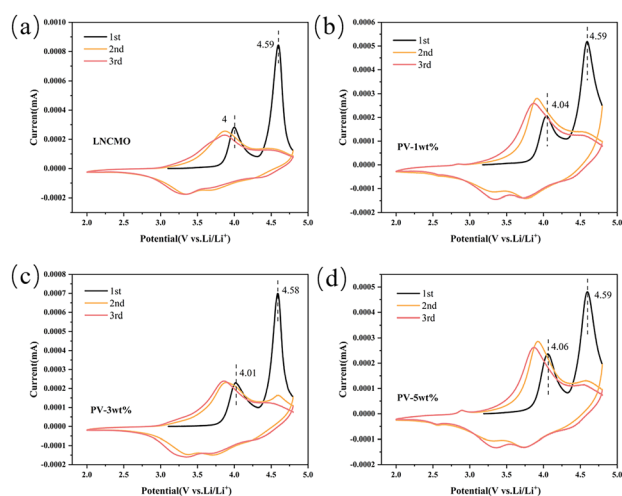 (a)
0.0010
0.0008
0.0006
0.0004
0.0002
0.0000
-0.0002
Current(mA)
1st
2nd
3rd
4.59
4
LNCMO
2.0 2.5 3.0 3.5 4.0 4.5 5.0
Potential(V vs.Li/Li⁺)
(b)
0.0006
0.0005
0.0004
0.0003
0.0002
0.0001
0.0000
-0.0001
-0.0002
Current(mA)
1st
2nd
3rd
4.59
4.04
PV-1wt%
2.0 2.5 3.0 3.5 4.0 4.5 5.0
Potential(V vs.Li/Li⁺)
(c)
0.0008
0.0007
0.0006
0.0005
0.0004
0.0003
0.0002
0.0001
0.0000
-0.0001
-0.0002
Current(mA)
1st
2nd
3rd
4.58
4.01
PV-3wt%
2.0 2.5 3.0 3.5 4.0 4.5 5.0
Potential(V vs.Li/Li⁺)
(d)
0.0005
0.0004
0.0003
0.0002
0.0001
0.0000
-0.0001
-0.0002
Current(mA)
1st
2nd
3rd
4.59
4.06
PV-5wt%
2.0 2.5 3.0 3.5 4.0 4.5 5.0
Potential(V vs.Li/Li⁺)